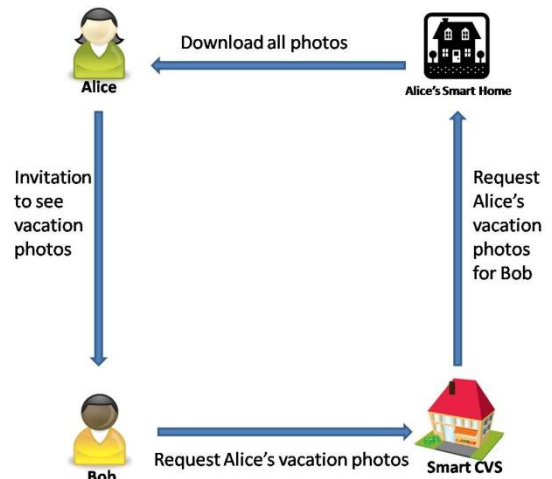 Download all photos
Alice
Alice's Smart Home
Invitation
to see
vacation
photos
Request
Alice's
vacation
photos
for Bob
Request Alice's vacation photos
Smart CVS
Bob